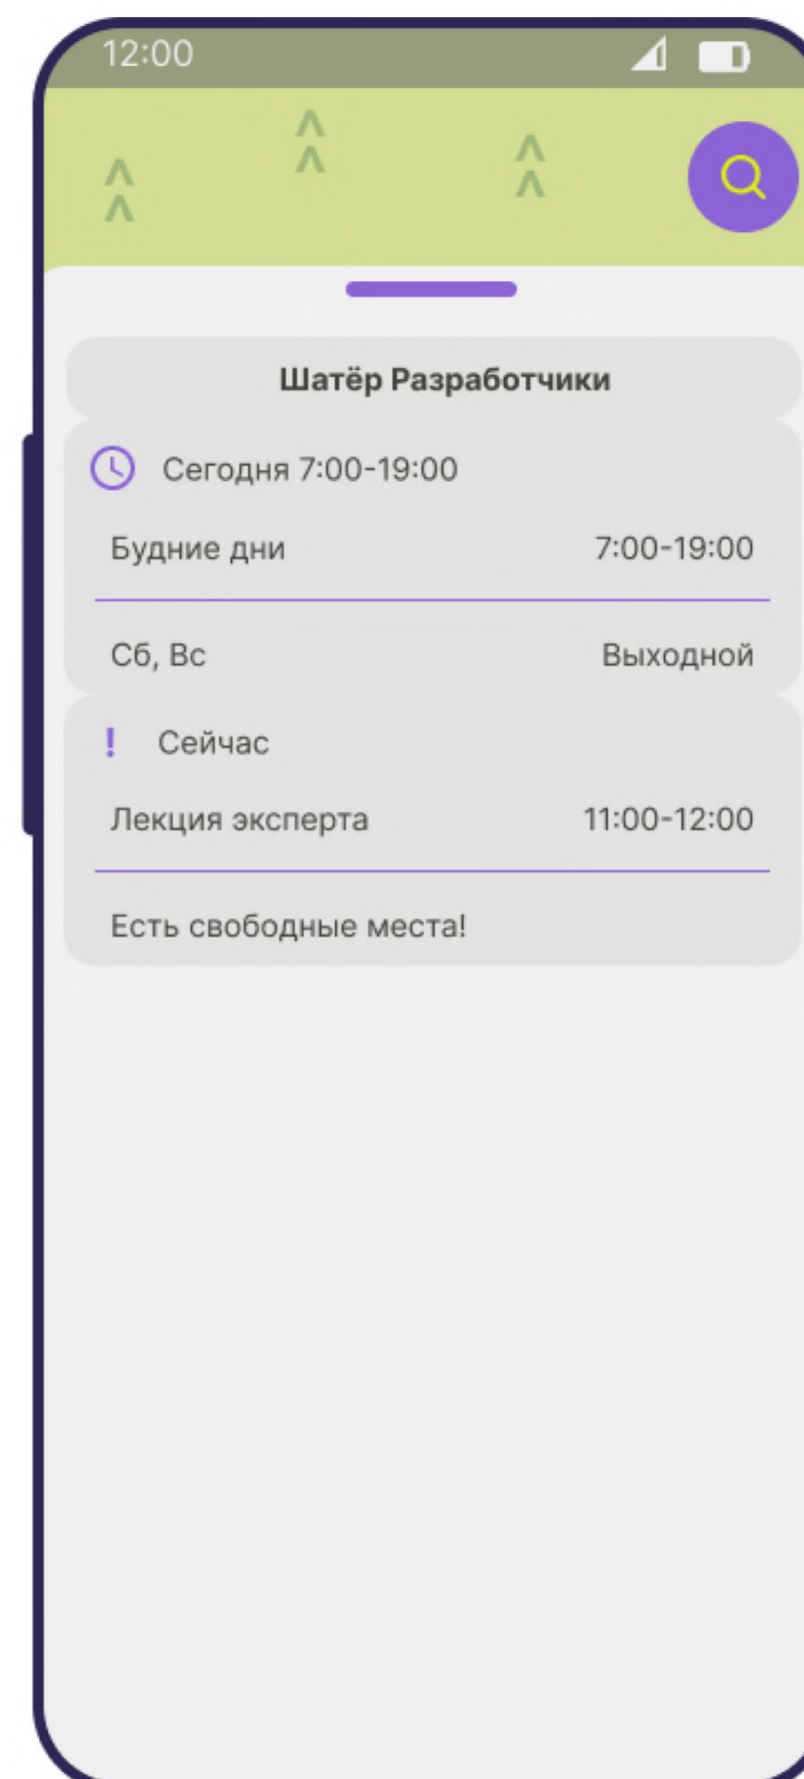 12:00
Шатёр Разработчики
Сегодня 7:00-19:00
Будние дни 7:00-19:00
Сб, Вс Выходной
! Сейчас
Лекция эксперта 11:00-12:00
Есть свободные места!